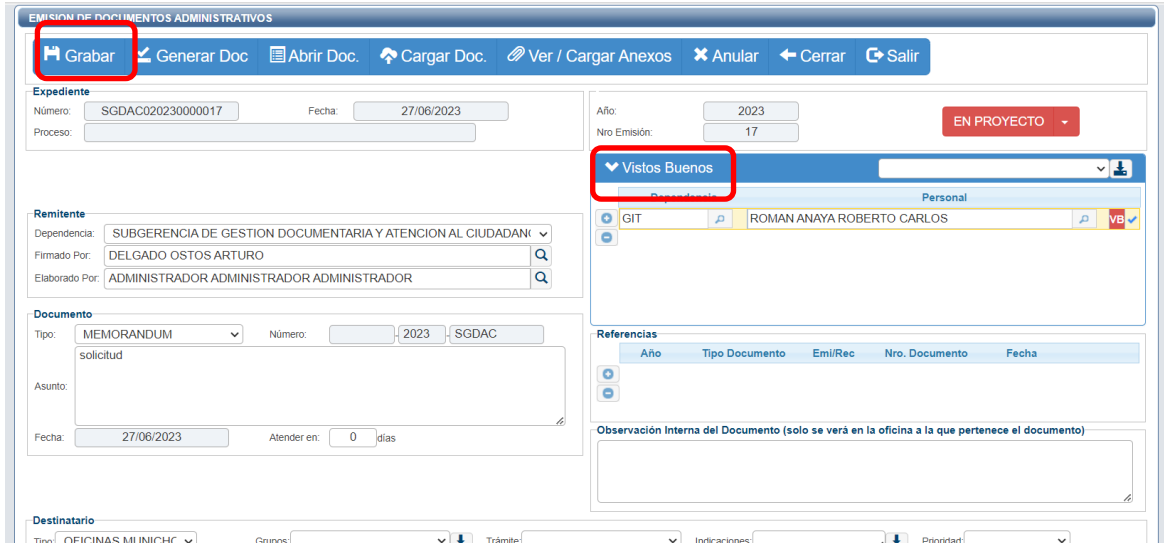 EMISION DE DOCUMENTOS ADMINISTRATIVOS
Grabar Generar Doc Abrir Doc. Cargar Doc. Ver / Cargar Anexos Anular Cerrar Salir
Expediente
Número: SGDAC020230000017 Fecha: 27/06/2023
Proceso:
Año: 2023
Nro Emisión: 17
EN PROYECTO
Vistos Buenos
Dependencia Personal
GIT ROMAN ANAYA ROBERTO CARLOS VB
Remitente
Dependencia: SUBGERENCIA DE GESTION DOCUMENTARIA Y ATENCION AL CIUDADAN
Firmado Por: DELGADO OSTOS ARTURO
Elaborado Por: ADMINISTRADOR ADMINISTRADOR ADMINISTRADOR
Documento
Tipo: MEMORANDUM Número: - 2023 - SGDAC
Asunto: solicitud
Fecha: 27/06/2023 Atender en: 0 días
Referencias
Año Tipo Documento Emi/Rec Nro. Documento Fecha
Observación Interna del Documento (solo se verá en la oficina a la que pertenece el documento)
Destinatario
Tipo: OFICINAS MUNICHO Grupos: Trámite: Indicaciones: Prioridad: